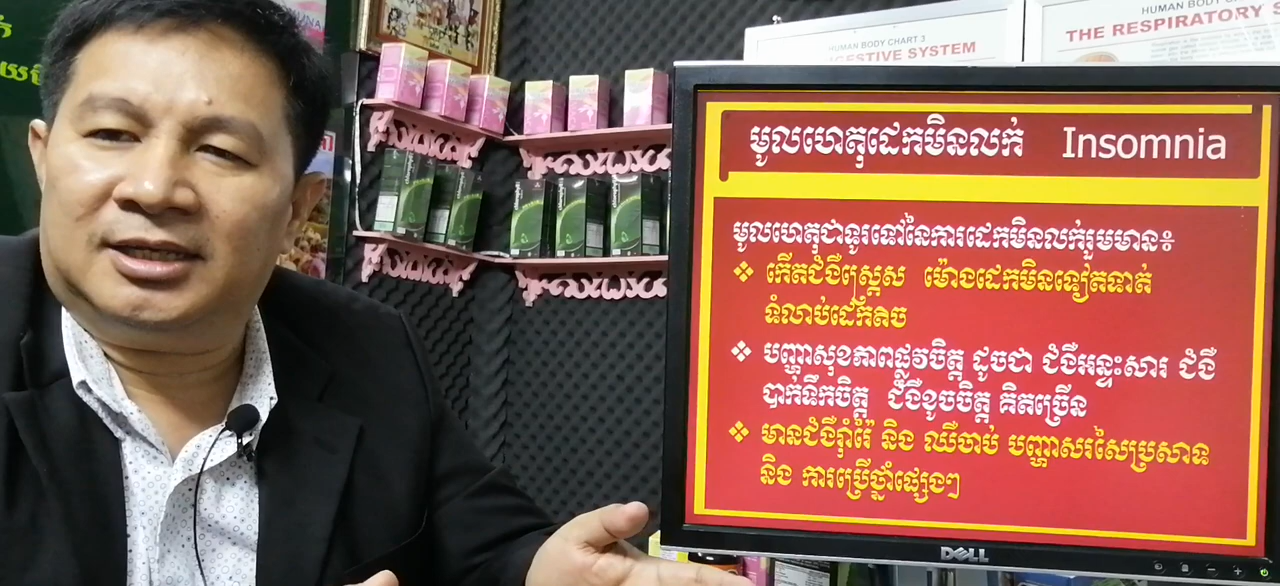 HUMAN BODY CHART 3
GESTIVE SYSTEM
HUMAN BODY
THE RESPIRATORY S
មូលហេតុដេកមិនលក់ Insomnia
មូលហេតុជាទូរទៅនៃការដេកមិនលក់រួមមាន៖
កើតជំងឺស្ត្រេស ម៉ោងដេកមិនទៀតទាត់
ទំលាប់ដេកតិច
បញ្ហាសុខភាពផ្លូវចិត្ត ដូចជា ជំងឺអន្ទះសារ ជំងឺ
បាក់ទឹកចិត្ត ជំងឺខូចចិត្ត គិតច្រើន
មានជំងឺរ៉ាំរ៉ៃ និង ឈឺចាប់ បញ្ហាសរសៃប្រសាទ
និង ការប្រើថ្នាំផ្សេងៗ
DELL